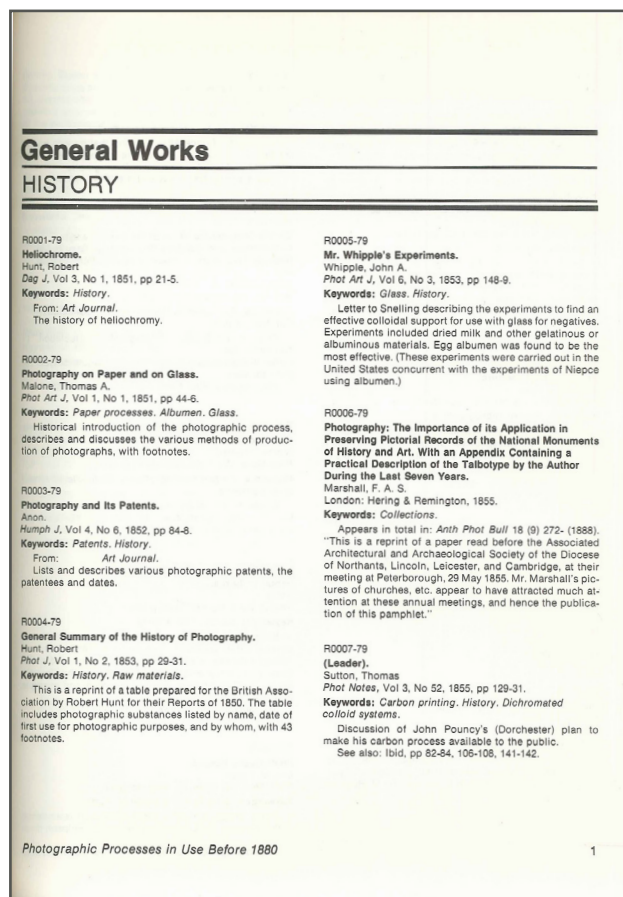 General Works
HISTORY
R0001-79
Heliochrome.
Hunt, Robert
Dag J, Vol 3, No 1, 1851, pp 21-5.
Keywords: History.
From: Art Journal.
The history of heliochromy.
R0002-79
Photography on Paper and on Glass.
Malone, Thomas A.
Phot Art J, Vol 1, No 1, 1851, pp 44-6.
Keywords: Paper processes. Albumen. Glass.
Historical introduction of the photographic process,
describes and discusses the various methods of produc-
tion of photographs, with footnotes.
R0003-79
Photography and Its Patents.
Anon.
Humph J, Vol 4, No 6, 1852, pp 84-8.
Keywords: Patents. History.
From: Art Journal.
Lists and describes various photographic patents, the
patentees and dates.
R0004-79
General Summary of the History of Photography.
Hunt, Robert
Phot J, Vol 1, No 2, 1853, pp 29-31.
Keywords: History. Raw materials.
This is a reprint of a table prepared for the British Asso-
ciation by Robert Hunt for their Reports of 1850. The table
includes photographic substances listed by name, date of
first use for photographic purposes, and by whom, with 43
footnotes.
R0005-79
Mr. Whipple's Experiments.
Whipple, John A.
Phot Art J, Vol 6, No 3, 1853, pp 148-9.
Keywords: Glass. History.
Letter to Snelling describing the experiments to find an
effective colloidal support for use with glass for negatives.
Experiments included dried milk and other gelatinous or
albuminous materials. Egg albumen was found to be the
most effective. (These experiments were carried out in the
United States concurrent with the experiments of Niepce
using albumen.)
R0006-79
Photography: The Importance of its Application in
Preserving Pictorial Records of the National Monuments
of History and Art. With an Appendix Containing a
Practical Description of the Talbotype by the Author
During the Last Seven Years.
Marshall, F. A. S.
London: Hering & Remington, 1855.
Keywords: Collections.
Appears in total in: Anth Phot Bull 18 (9) 272- (1888).
"This is a reprint of a paper read before the Associated
Architectural and Archaeological Society of the Diocese
of Northants, Lincoln, Leicester, and Cambridge, at their
meeting at Peterborough, 29 May 1855. Mr. Marshall's pic-
tures of churches, etc. appear to have attracted much at-
tention at these annual meetings, and hence the publica-
tion of this pamphlet."
R0007-79
(Leader).
Sutton, Thomas
Phot Notes, Vol 3, No 52, 1855, pp 129-31.
Keywords: Carbon printing. History. Dichromated
colloid systems.
Discussion of John Pouncy's (Dorchester) plan to
make his carbon process available to the public.
See also: Ibid, pp 82-84, 106-108, 141-142.
Photographic Processes in Use Before 1880
1